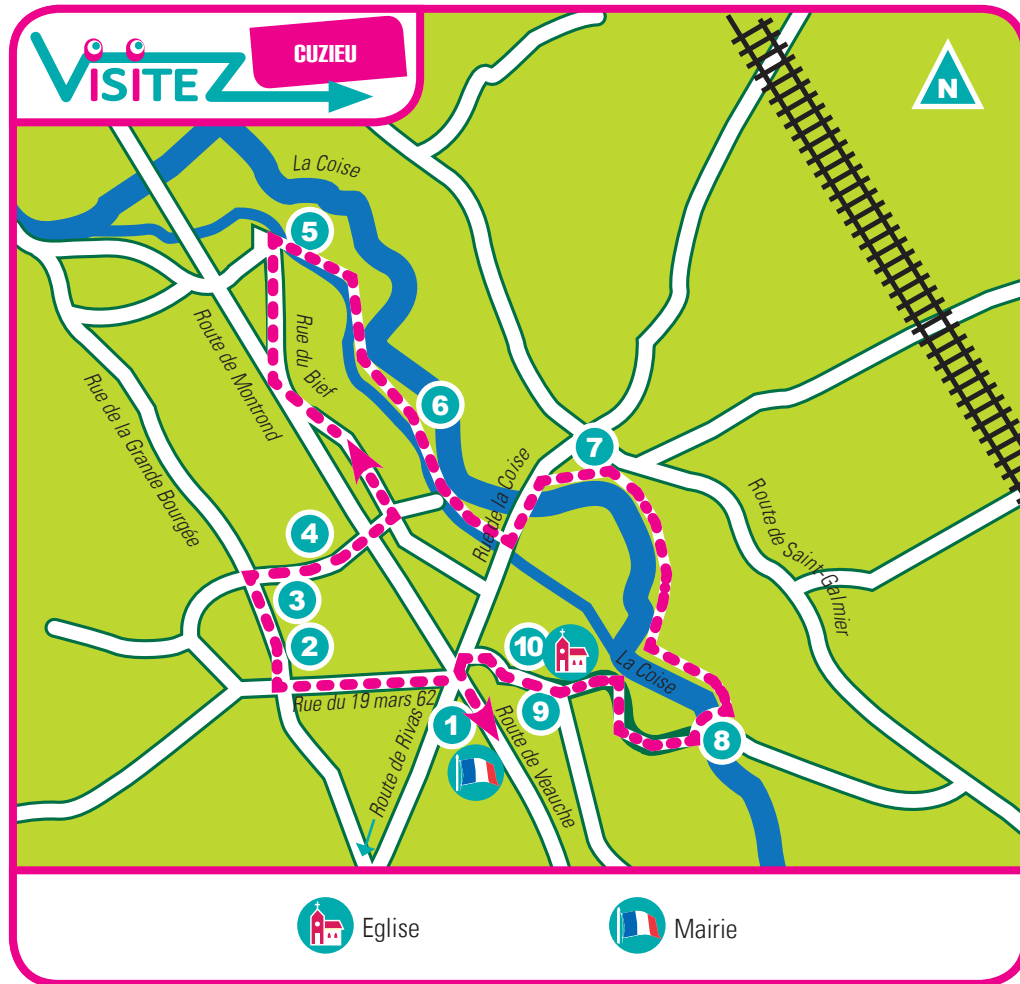 VISITEZ
CUZIEU
N
La Coise
5
Rue du Bief
Route de Montrond
6
Rue de la Grande Bourgée
7
Rue de la Coise
Route de Saint-Galmier
4
3
2
10
La Coise
Rue du 19 mars 62
9
1
Route de Rivas
Route de Veauche
8
Eglise
Mairie